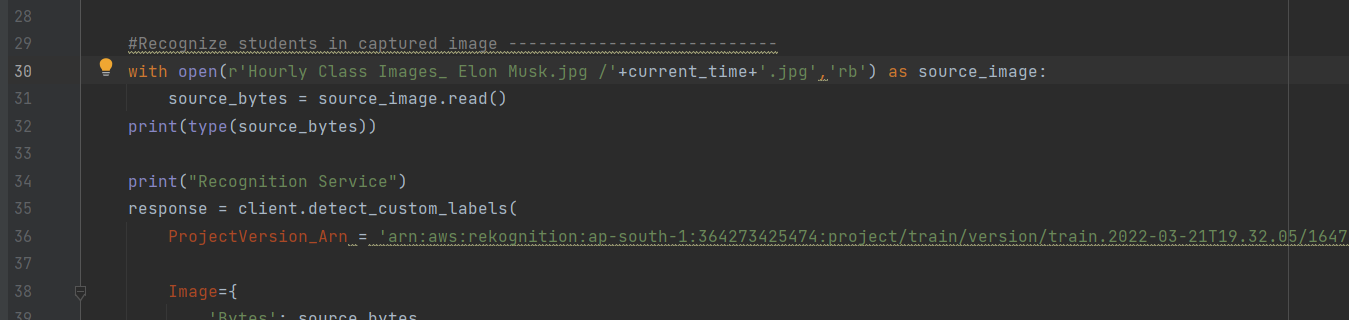 28
29 #Recognize students in captured image ---------------------------
30 with open(r'Hourly Class Images_ Elon Musk.jpg /'+current_time+'.jpg','rb') as source_image:
31 source_bytes = source_image.read()
32 print(type(source_bytes))
33
34 print("Recognition Service")
35 response = client.detect_custom_labels(
36 ProjectVersion_Arn = 'arn:aws:rekognition:ap-south-1:364273425474:project/train/version/train.2022-03-21T19.32.05/1647
37
38 Image={
39 'Bytes': source_bytes